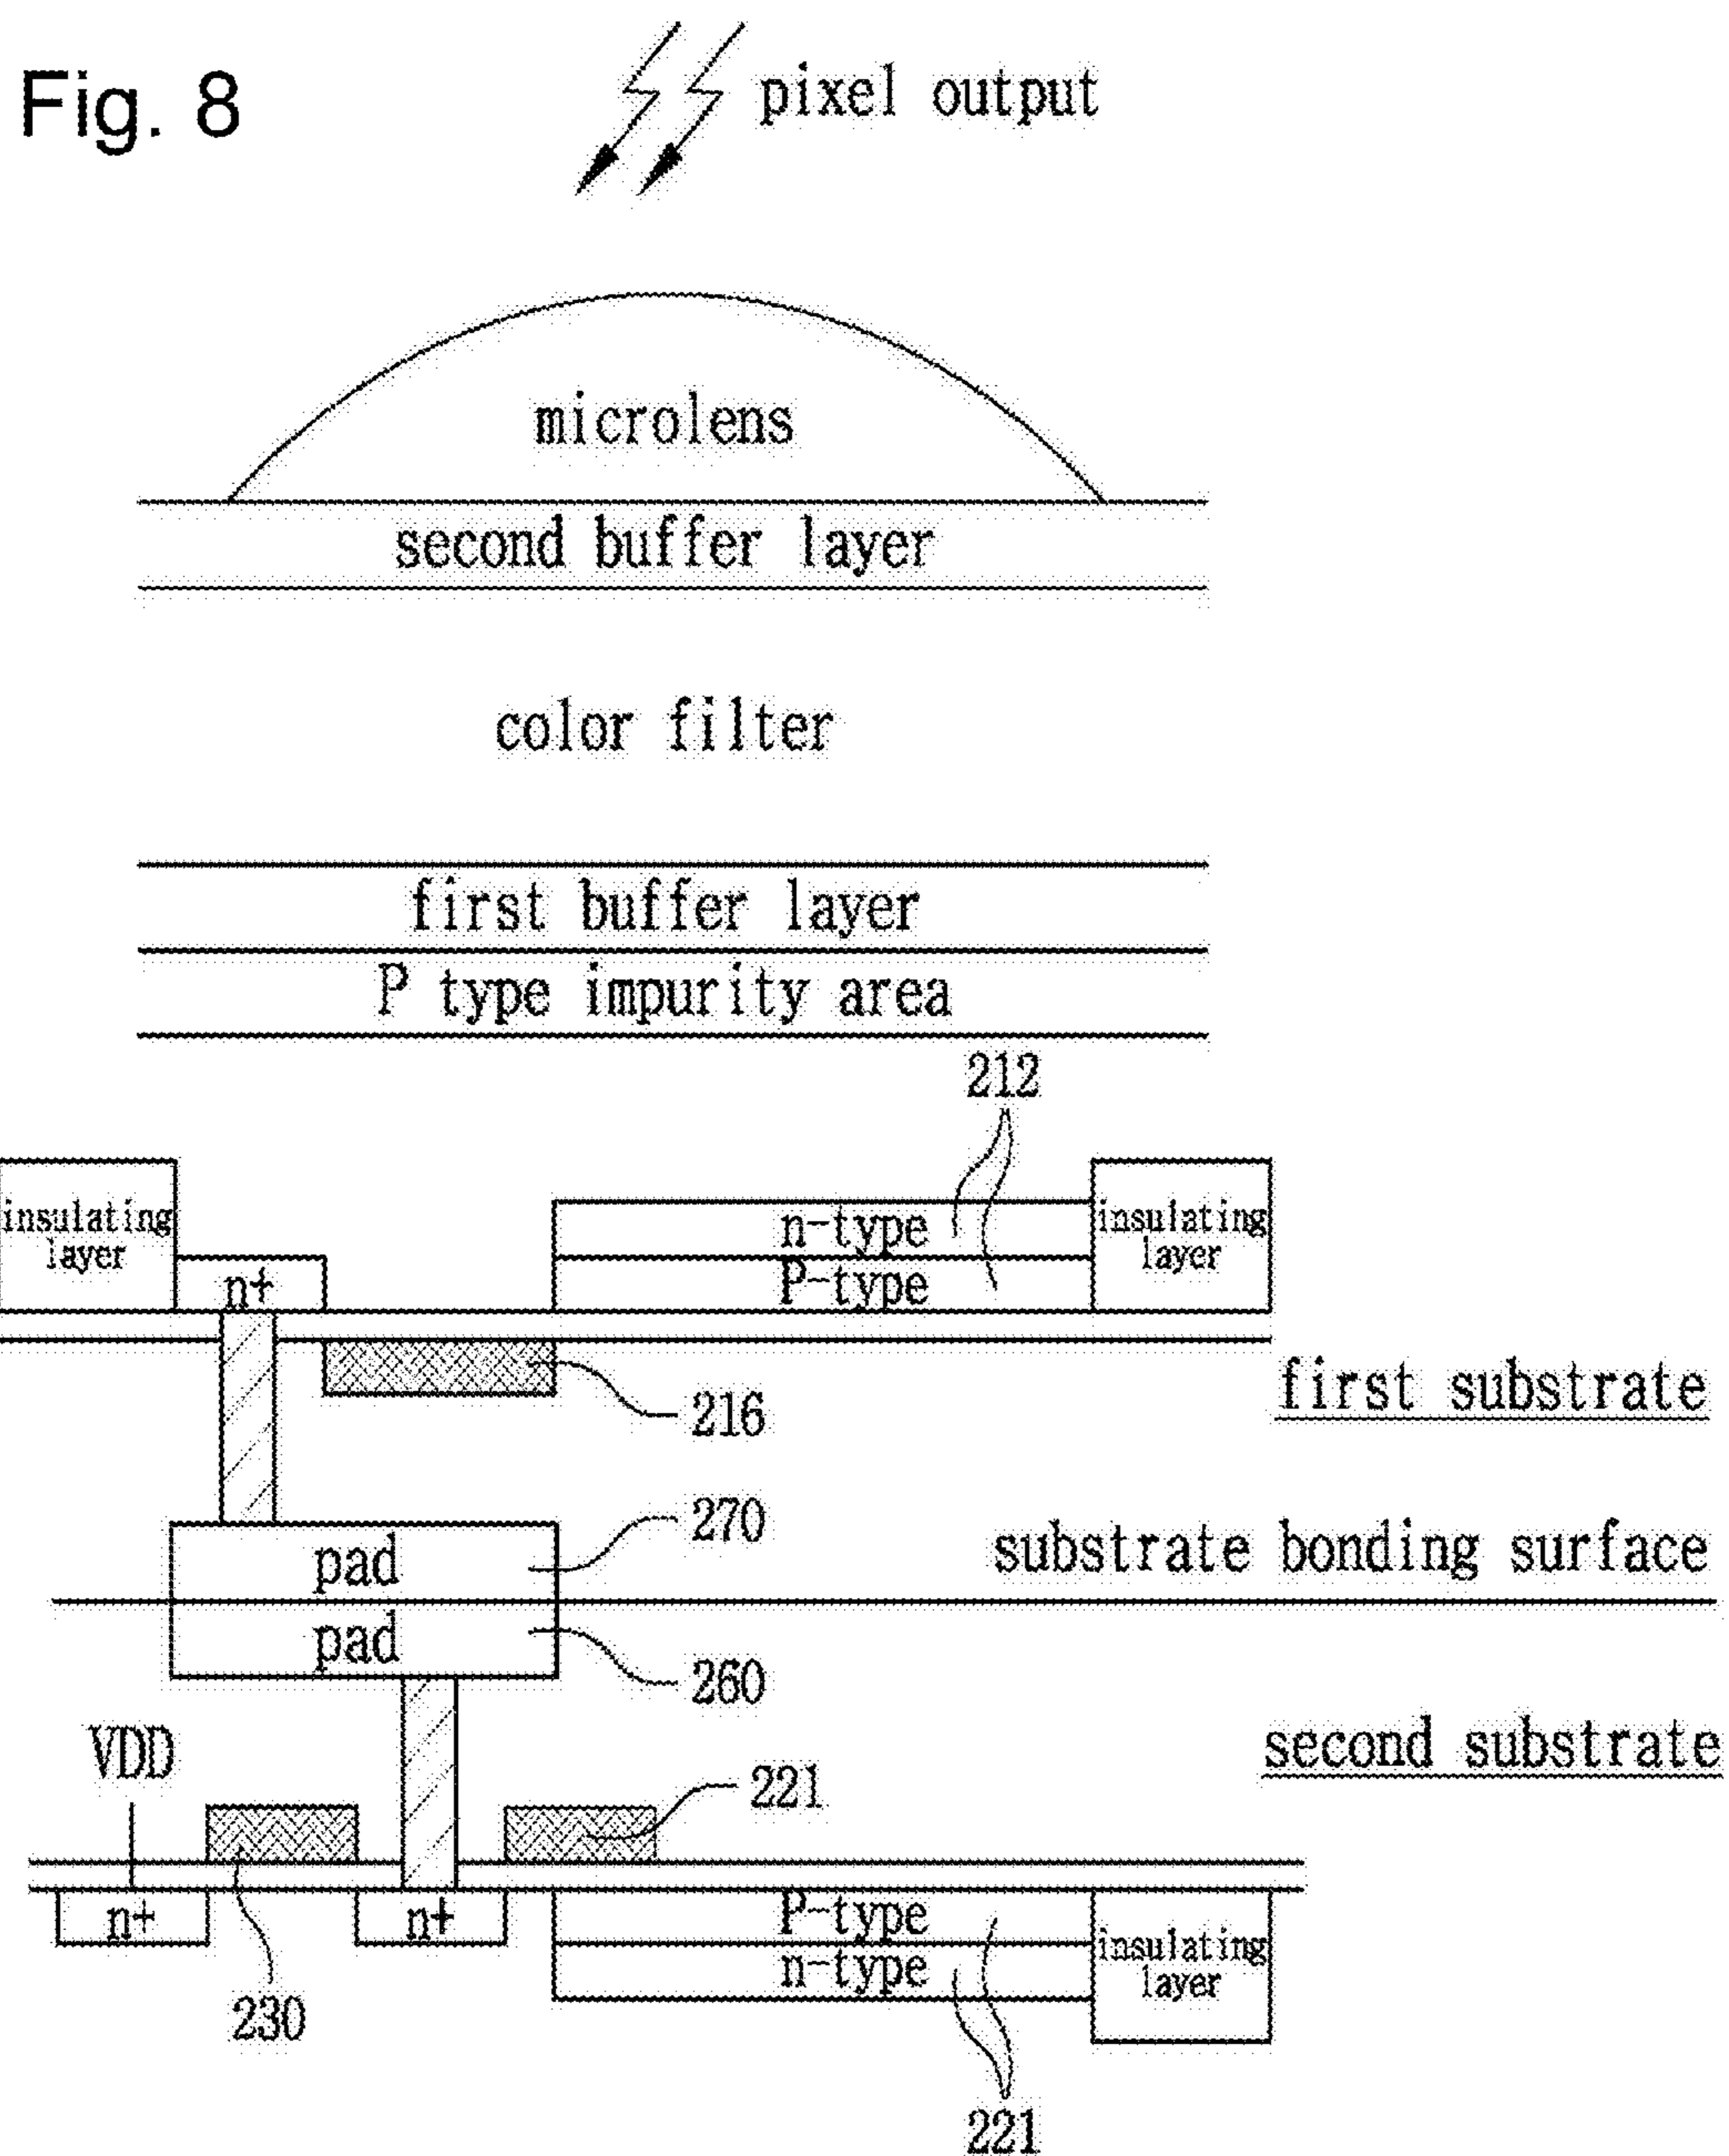 Fig. 8
pixel output
microlens
second buffer layer
color filter
first buffer layer
P type impurity area
212
insulating
layer
n+
n-type
P-type
insulating
layer
216
first substrate
270
pad
substrate bonding surface
pad
260
second substrate
VDD
221
n+
n+
P-type
n-type
insulating
layer
230
221